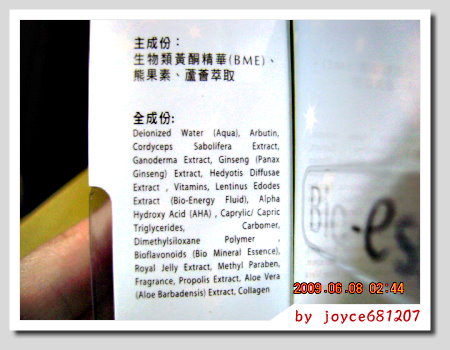 主成份：
生物類黃酮精華(BME)、
熊果素、蘆薈萃取
全成份:
Deionized Water (Aqua), Arbutin,
Cordyceps Sabolifera Extract,
Ganoderma Extract, Ginseng (Panax
Ginseng) Extract, Hedyotis Diffusae
Extract , Vitamins, Lentinus Edodes
Extract (Bio-Energy Fluid), Alpha
Hydroxy Acid (AHA) , Caprylic/ Capric
Triglycerides, Carbomer,
Dimethylsiloxane Polymer ,
Bioflavonoids (Bio Mineral Essence),
Royal Jelly Extract, Methyl Paraben,
Fragrance, Propolis Extract, Aloe Vera
(Aloe Barbadensis) Extract, Collagen
Bio-es
2009.06.08 02:44
by joyce681207